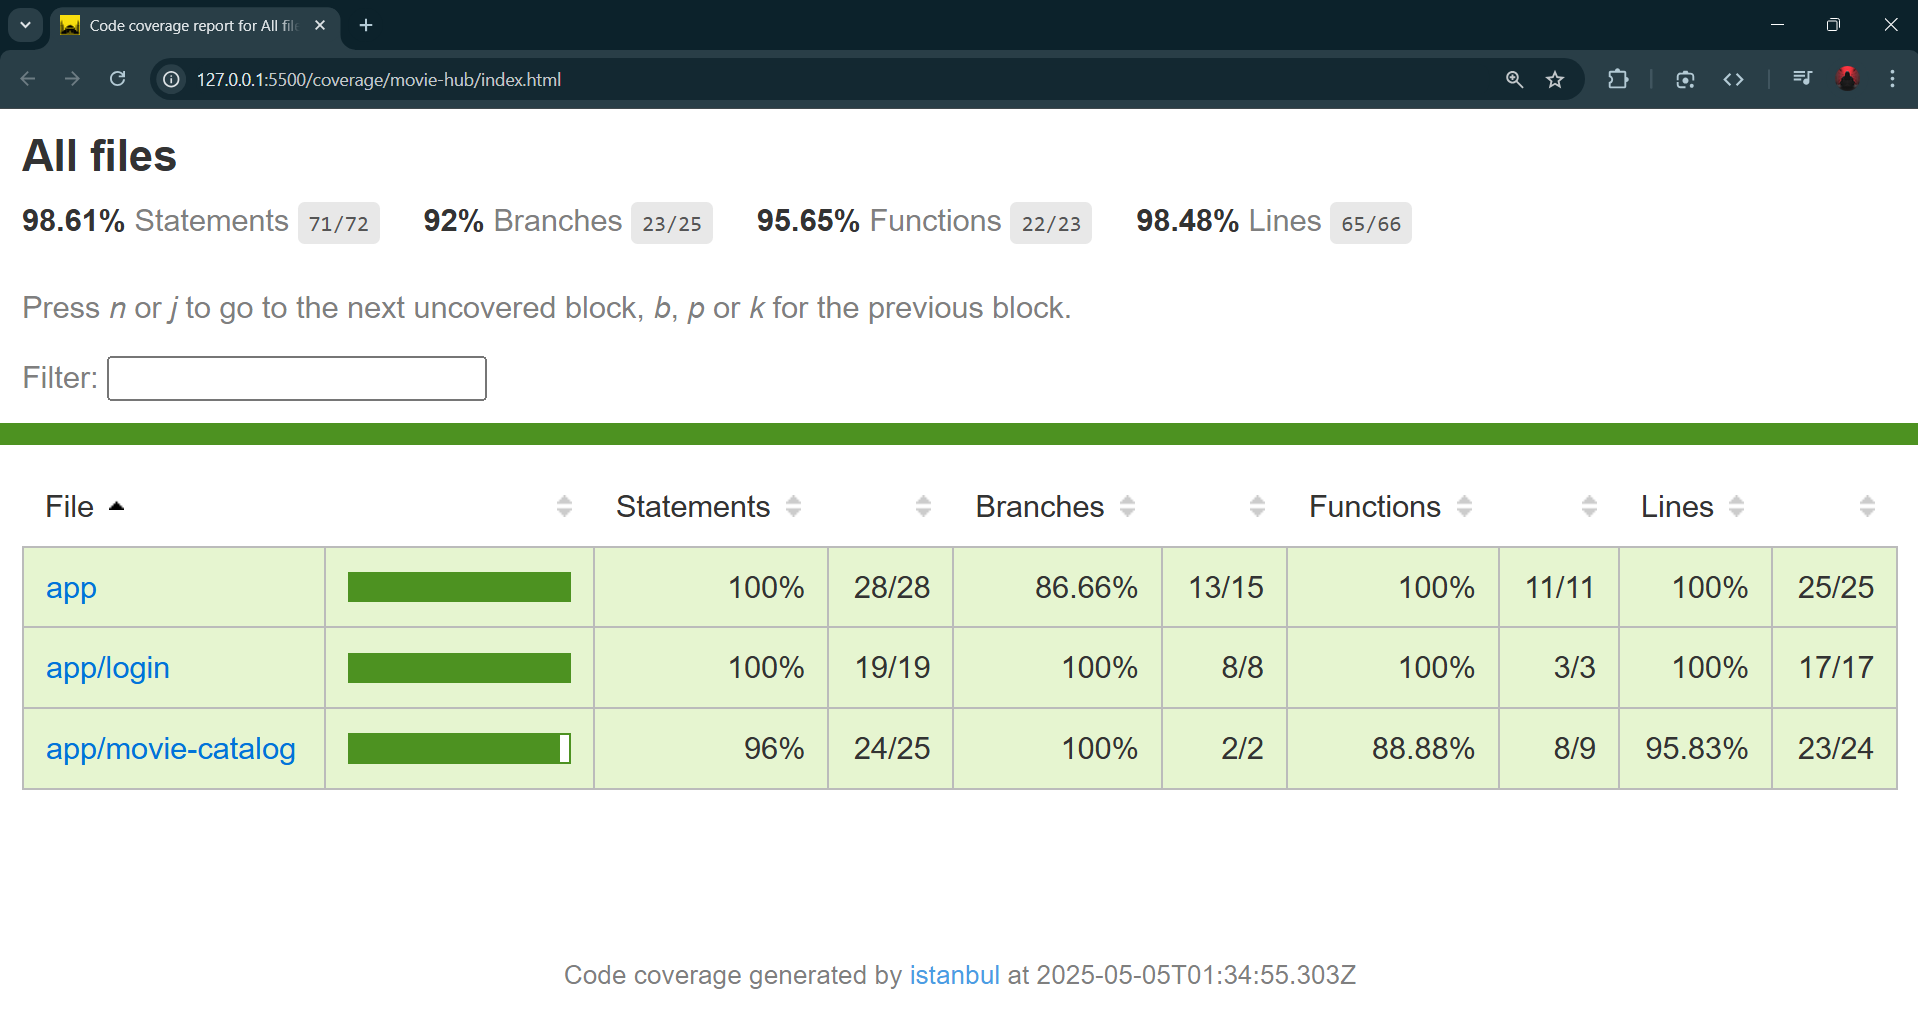 Code coverage report for All file
127.0.0.1:5500/coverage/movie-hub/index.html
All files
98.61% Statements 71/72 92% Branches 23/25 95.65% Functions 22/23 98.48% Lines 65/66
Press n or j to go to the next uncovered block, b, p or k for the previous block.
Filter:
File Statements Branches Functions Lines
app 100% 28/28 86.66% 13/15 100% 11/11 100% 25/25
app/login 100% 19/19 100% 8/8 100% 3/3 100% 17/17
app/movie-catalog 96% 24/25 100% 2/2 88.88% 8/9 95.83% 23/24
Code coverage generated by istanbul at 2025-05-05T01:34:55.303Z